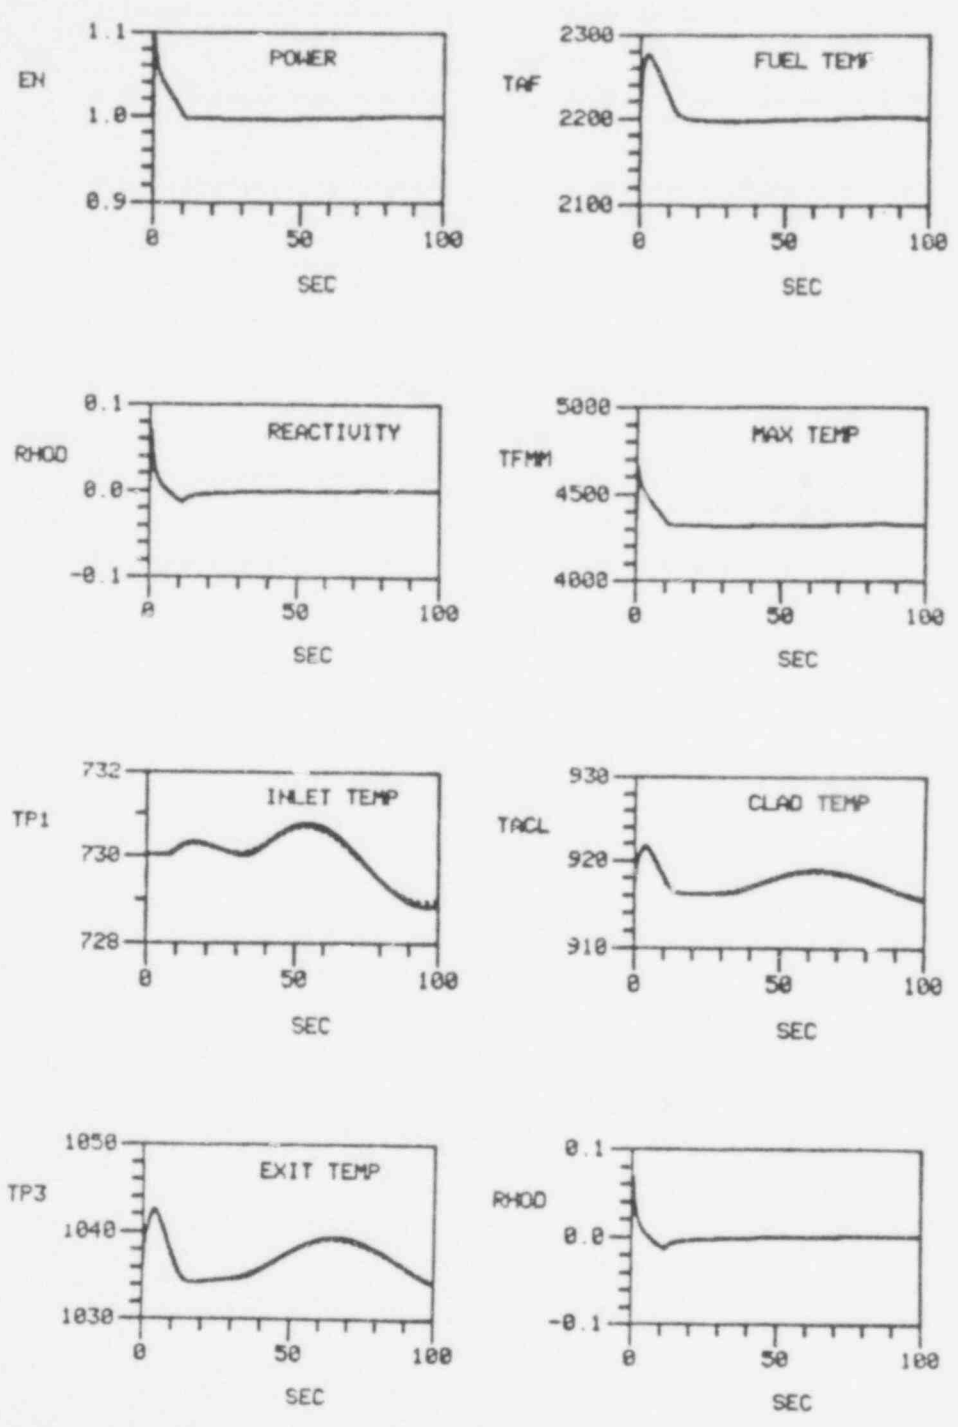 1.1
POWER
EN
1.0
0.9
0 50 100
SEC
2300
FUEL TEMP
TAF
2200
2100
0 50 100
SEC
0.1
REACTIVITY
RHOD
0.0
-0.1
0 50 100
SEC
5000
MAX TEMP
TFMM
4500
4000
0 50 100
SEC
732
INLET TEMP
TP1
730
728
0 50 100
SEC
930
CLAD TEMP
TACL
920
910
0 50 100
SEC
1050
EXIT TEMP
TP3
1040
1030
0 50 100
SEC
0.1
RHOD
0.0
-0.1
0 50 100
SEC